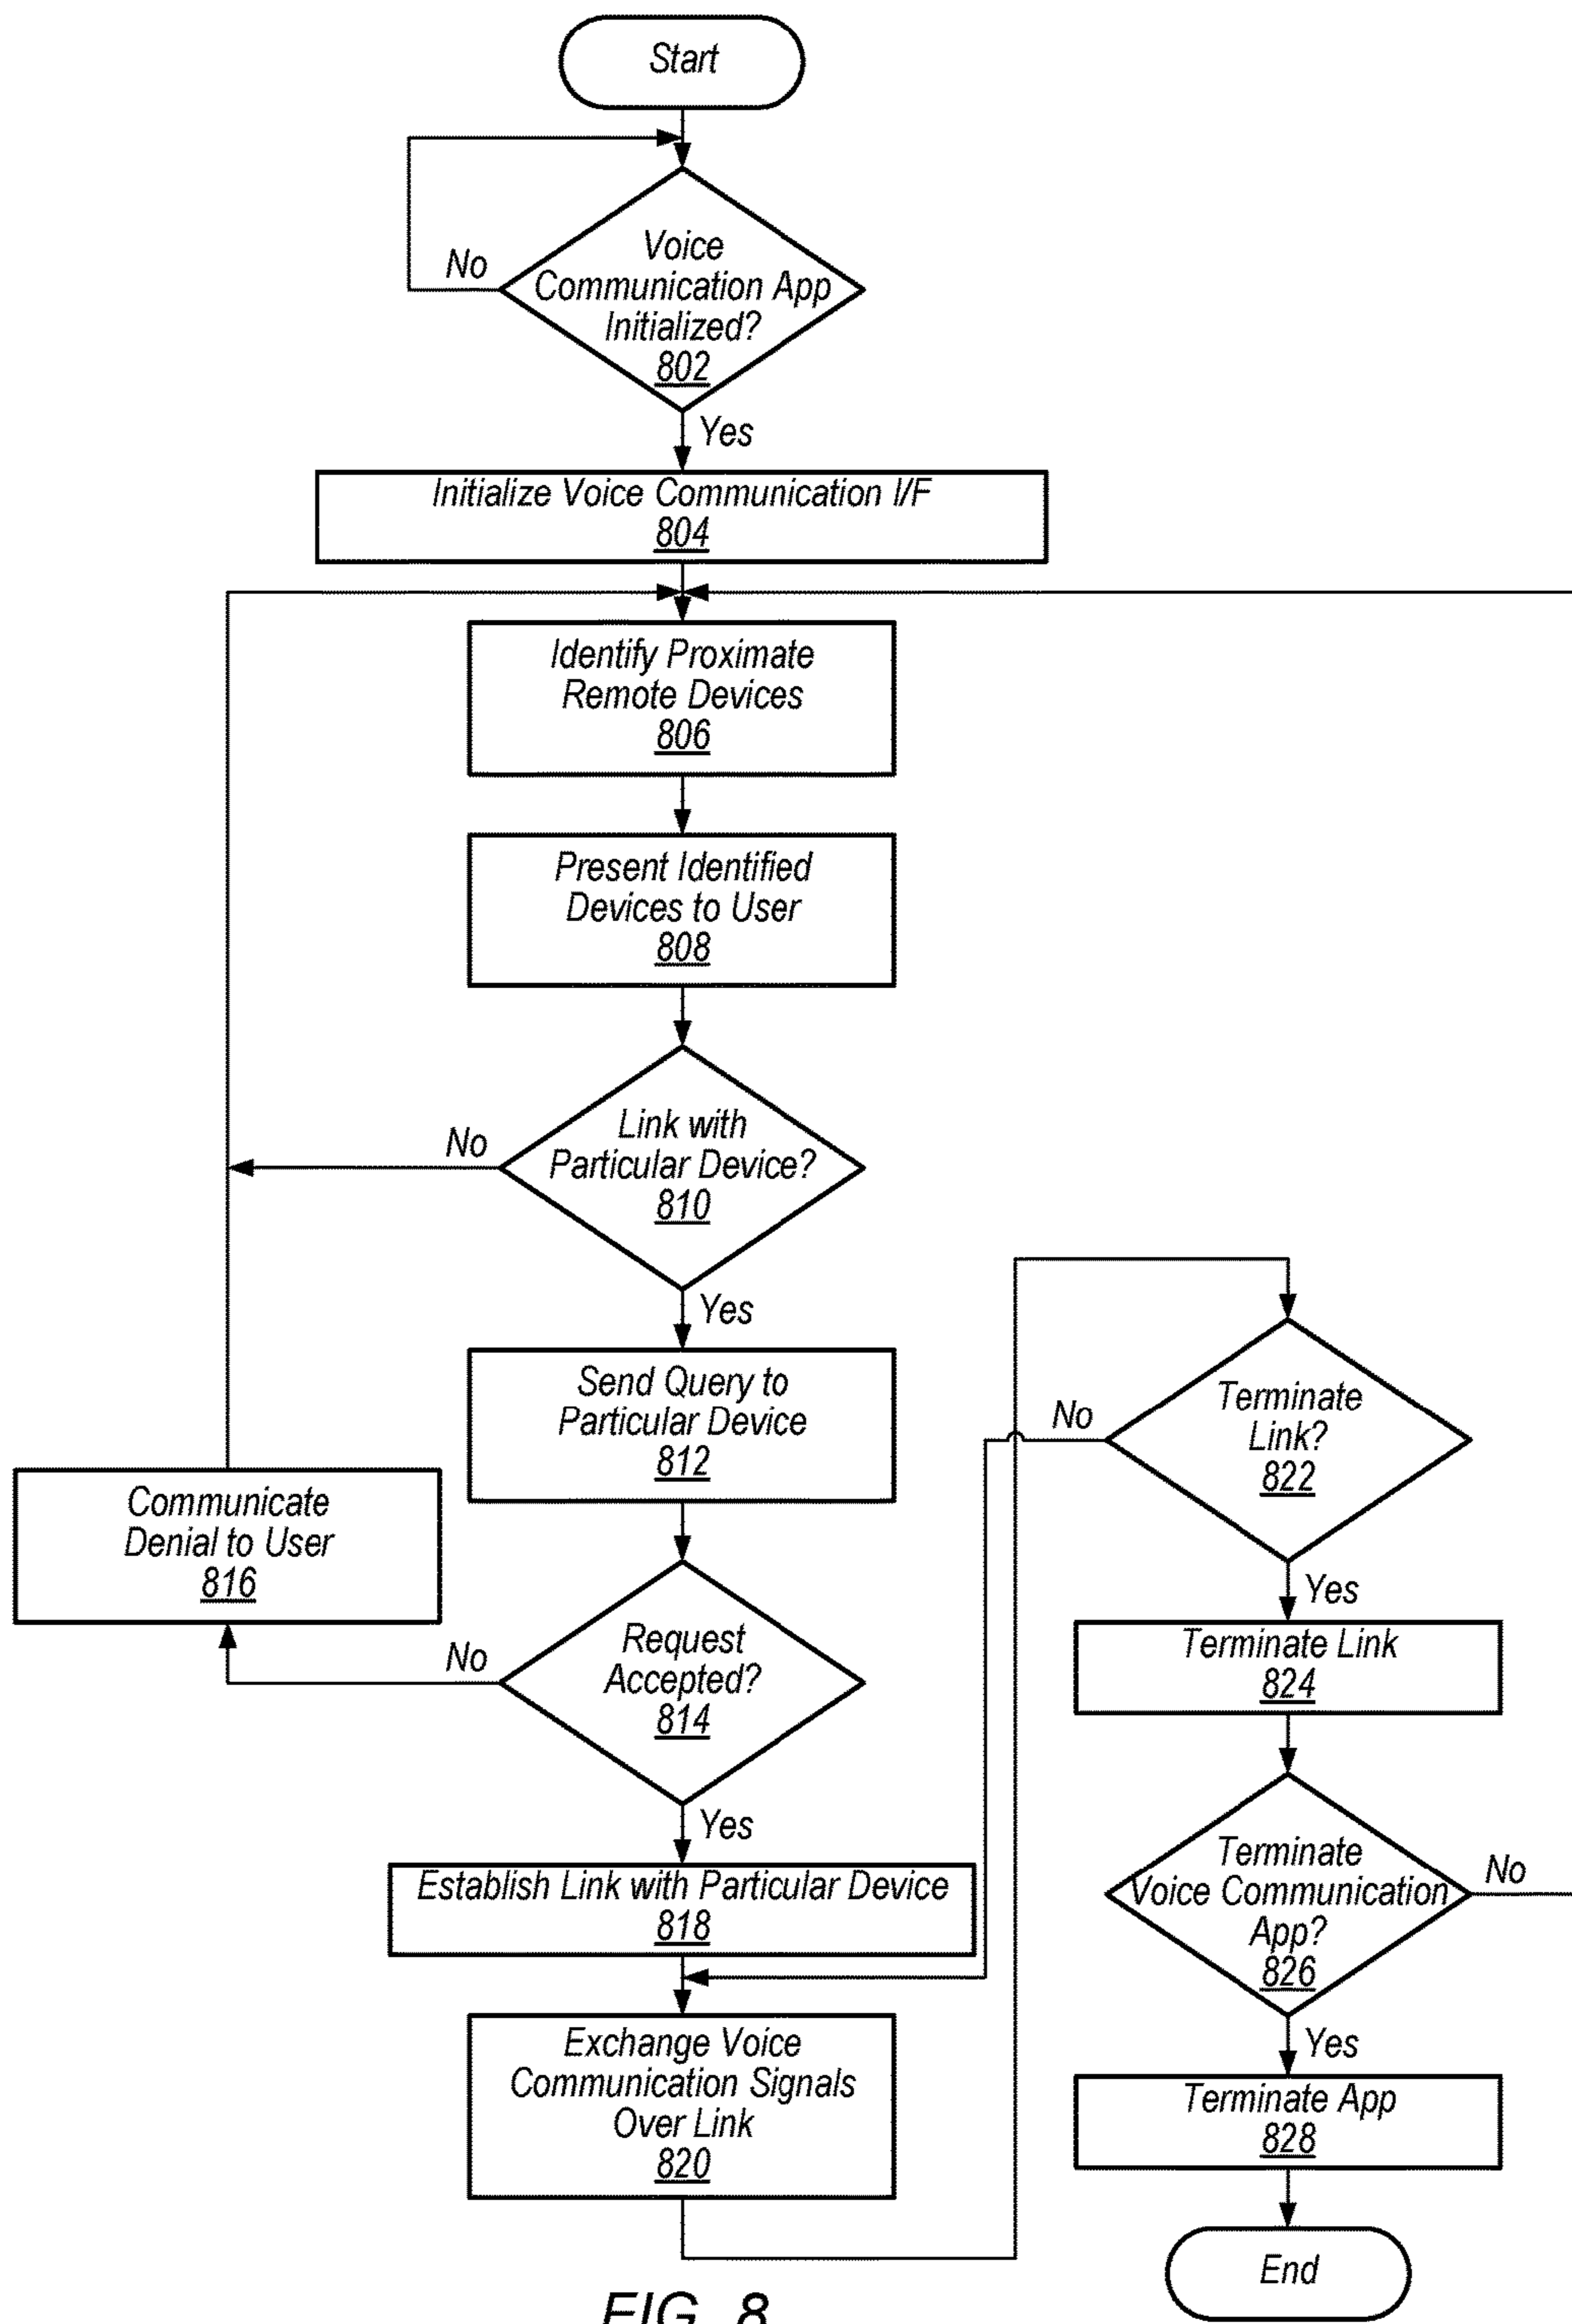 Start
Voice
Communication App
Initialized?
802
No
Yes
Initialize Voice Communication I/F
804
Identify Proximate
Remote Devices
806
Present Identified
Devices to User
808
Link with
Particular Device?
810
No
Yes
Send Query to
Particular Device
812
Communicate
Denial to User
816
Request
Accepted?
814
No
Yes
Establish Link with Particular Device
818
Exchange Voice
Communication Signals
Over Link
820
Terminate
Link?
822
No
Yes
Terminate Link
824
Terminate
Voice Communication
App?
826
No
Yes
Terminate App
828
End
FIG. 8